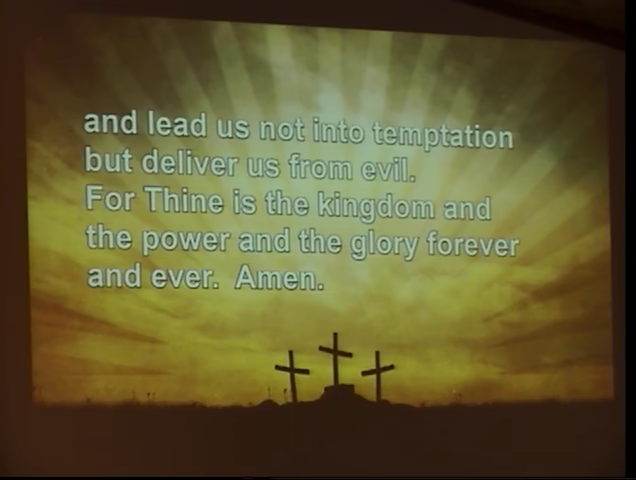 and lead us not into temptation
but deliver us from evil.
For Thine is the kingdom and
the power and the glory forever
and ever.  Amen.